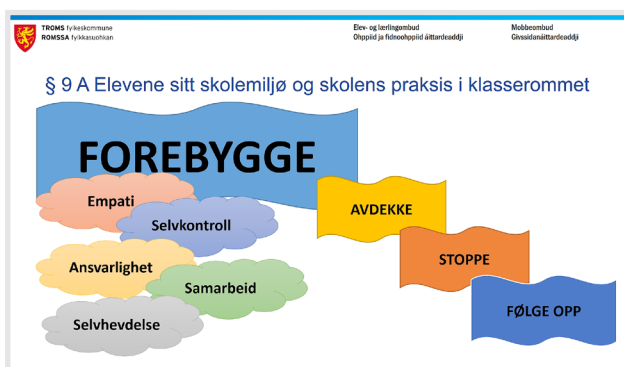 TROMS fylkeskommune
ROMSSA fylkkasuohkan
Elev- og lærlingombud
Ohppiid ja fidnoohppiid áittardeaddji
Mobbeombud
Givssidanáittardeaddji
§ 9 A Elevene sitt skolemiljø og skolens praksis i klasserommet
FOREBYGGE
Empati
Selvkontroll
Ansvarlighet
Samarbeid
Selvhevdelse
AVDEKKE
STOPPE
FØLGE OPP